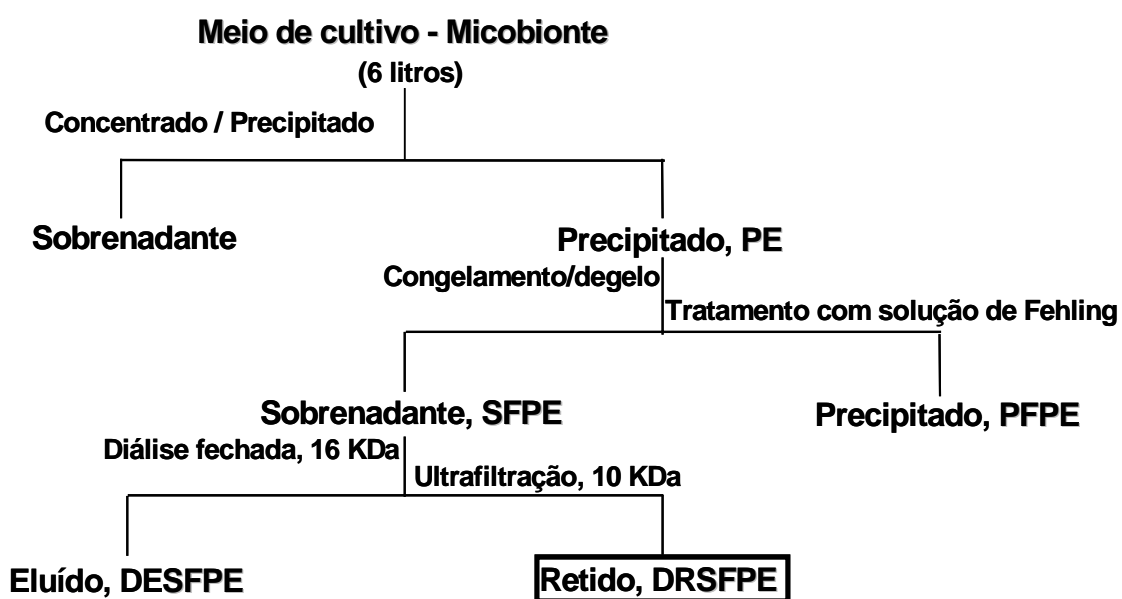 Meio de cultivo - Micobionte
(6 litros)
Concentrado / Precipitado
Sobrenadante
Precipitado, PE
Congelamento/degelo
Tratamento com solução de Fehling
Sobrenadante, SFPE
Precipitado, PFPE
Diálise fechada, 16 KDa
Ultrafiltração, 10 KDa
Eluído, DESFPE
Retido, DRSFPE